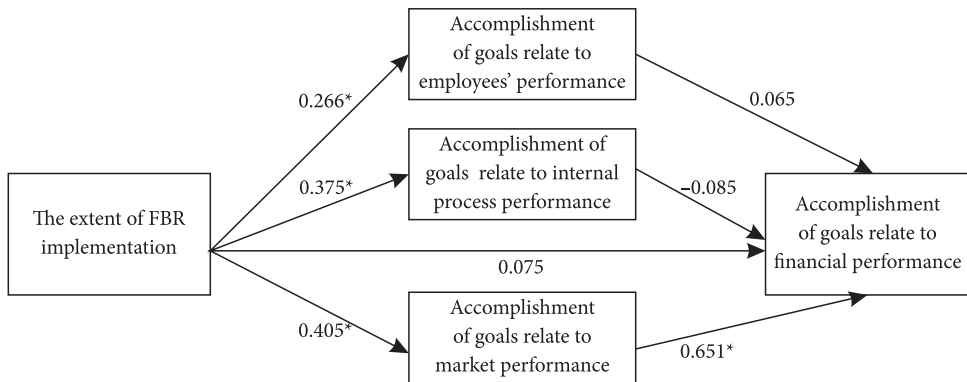 Accomplishment
of goals relate to
employees’ performance
0.266*
0.065
Accomplishment of
goals relate to internal
process performance
0.375*
–0.085
The extent of FBR
implementation
Accomplishment
of goals relate to
financial performance
0.075
Accomplishment
of goals relate to
market performance
0.405*
0.651*